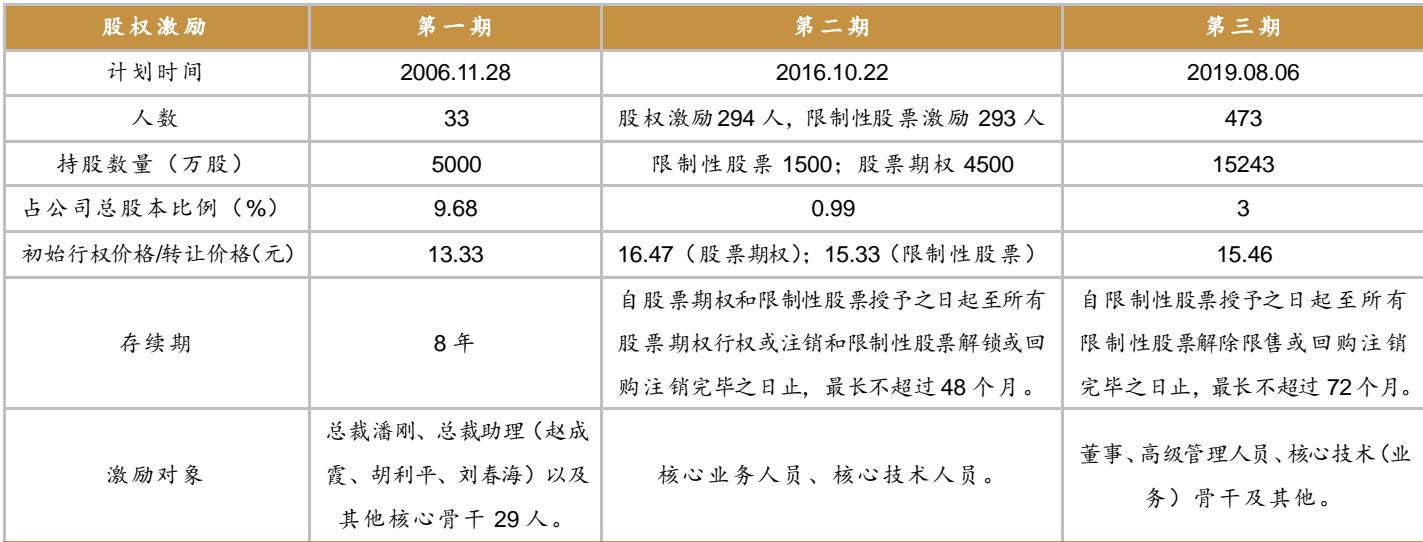 股权激励 第一期 第二期 第三期
计划时间 2006.11.28 2016.10.22 2019.08.06
人数 33 股权激励 294 人，限制性股票激励 293 人 473
持股数量（万股） 5000 限制性股票 1500；股票期权 4500 15243
占公司总股本比例（%） 9.68 0.99 3
初始行权价格/转让价格(元) 13.33 16.47（股票期权）；15.33（限制性股票） 15.46
存续期
8 年
自股票期权和限制性股票授予之日起至所有
股票期权行权或注销和限制性股票解锁或回
购注销完毕之日止，最长不超过 48 个月。
自限制性股票授予之日起至所有
限制性股票解除限售或回购注销
完毕之日止，最长不超过 72 个月。
激励对象
总裁潘刚、总裁助理（赵成
霞、胡利平、刘春海）以及
其他核心骨干 29 人。
核心业务人员、核心技术人员。
董事、高级管理人员、核心技术（业
务）骨干及其他。